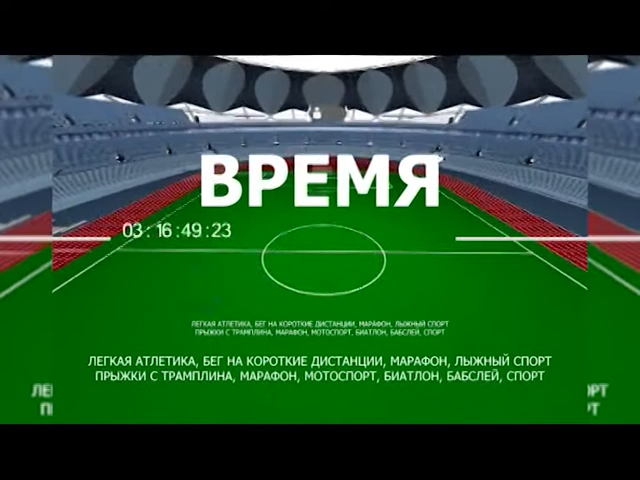 ВРЕМЯ
03 : 16 : 49 : 23
ЛЕГКАЯ АТЛЕТИКА, БЕГ НА КОРОТКИЕ ДИСТАНЦИИ, МАРАФОН, ЛЫЖНЫЙ СПОРТ
ПРЫЖКИ С ТРАМПЛИНА, МАРАФОН, МОТОСПОРТ, БИАТЛОН, БАБСЛЕЙ, СПОРТ
ЛЕГКАЯ АТЛЕТИКА, БЕГ НА КОРОТКИЕ ДИСТАНЦИИ, МАРАФОН, ЛЫЖНЫЙ СПОРТ
ПРЫЖКИ С ТРАМПЛИНА, МАРАФОН, МОТОСПОРТ, БИАТЛОН, БАБСЛЕЙ, СПОРТ